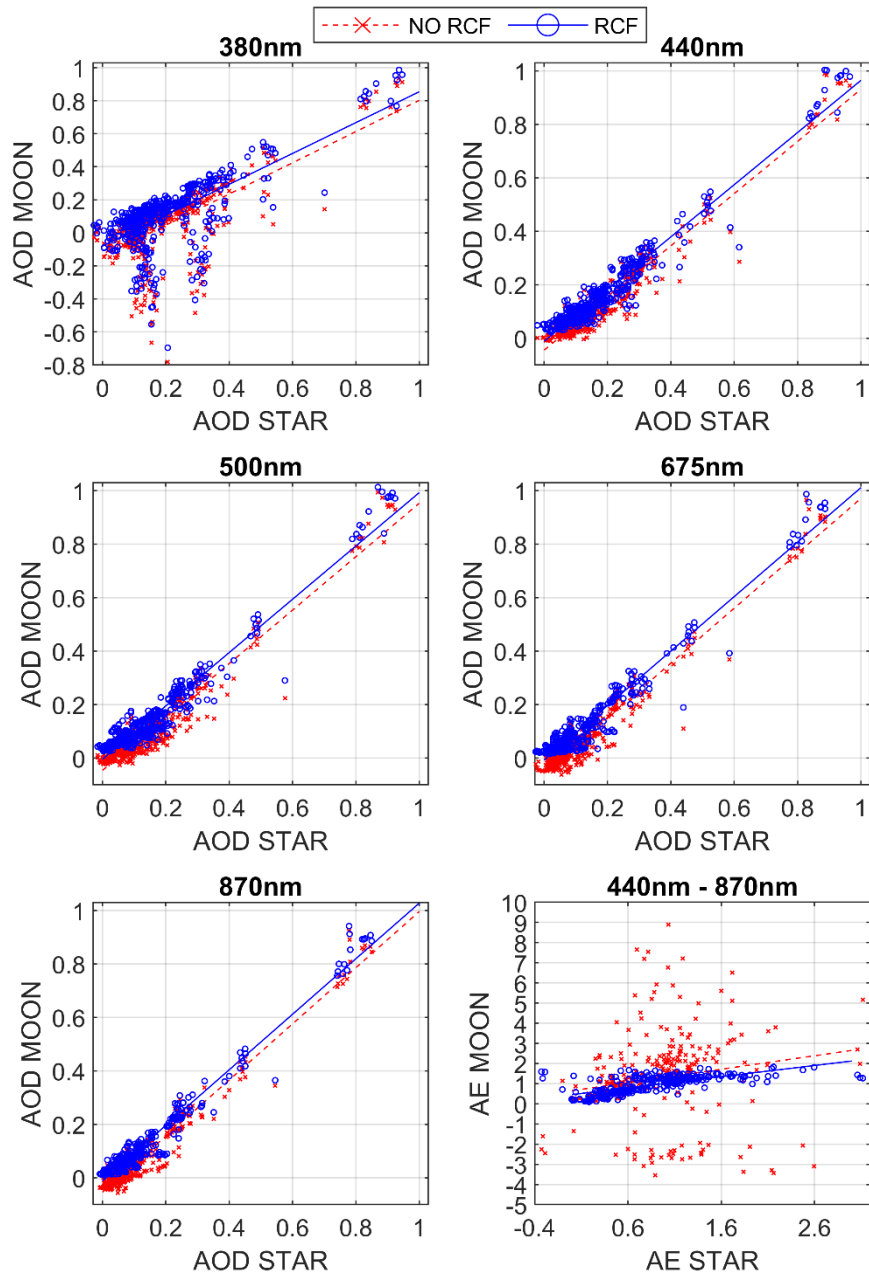 NO RCF RCF
380nm 440nm
1 1
0.8 0.8
0.6
0.4 0.6
0.2 0.4
0
-0.2 0.2
-0.4
-0.6 0
-0.8
AOD MOON AOD MOON
0 0.2 0.4 0.6 0.8 1 0 0.2 0.4 0.6 0.8 1
AOD STAR AOD STAR
500nm 675nm
1 1
0.8 0.8
0.6 0.6
0.4 0.4
0.2 0.2
0 0
AOD MOON AOD MOON
0 0.2 0.4 0.6 0.8 1 0 0.2 0.4 0.6 0.8 1
AOD STAR AOD STAR
870nm 440nm - 870nm
1 10
0.8 9
0.6 8
0.4 7
0.2 6
0 5
4
3
2
1
0
-1
-2
-3
-4
-5
AOD MOON AE MOON
0 0.2 0.4 0.6 0.8 1 -0.4 0.6 1.6 2.6
AOD STAR AE STAR